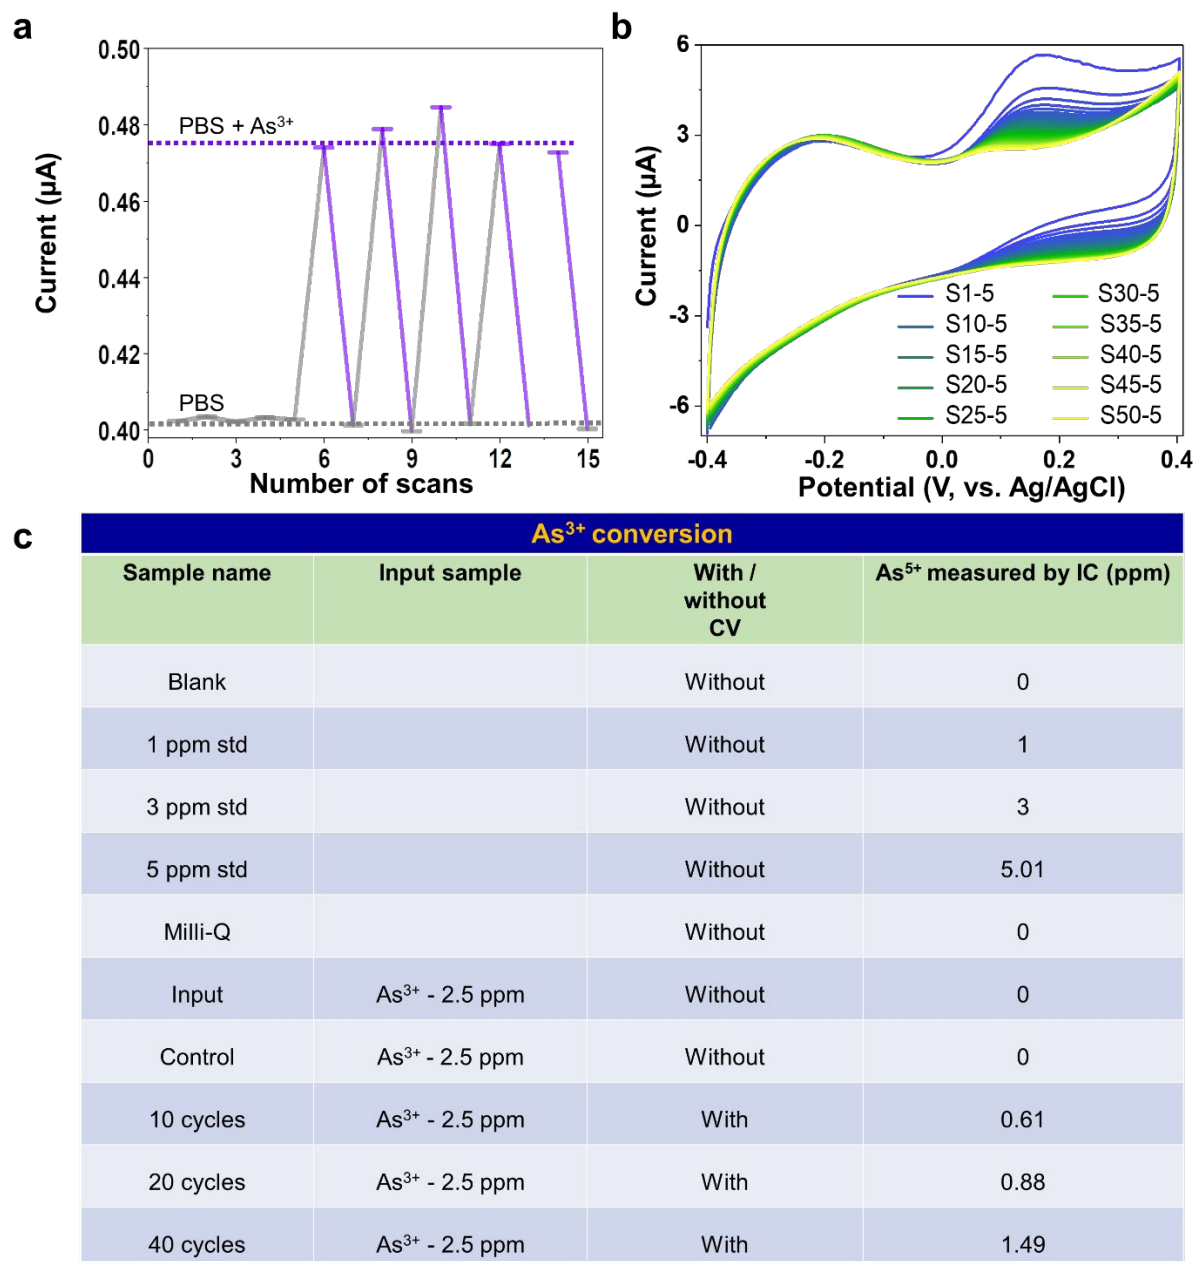 a
0.50
0.48
0.46
0.44
0.42
0.40
Current (µA)
PBS + As³⁺
PBS
0 3 6 9 12 15
Number of scans
b
6
3
0
-3
-6
Current (µA)
S1-5 S30-5
S10-5 S35-5
S15-5 S40-5
S20-5 S45-5
S25-5 S50-5
-0.4 -0.2 0.0 0.2 0.4
Potential (V, vs. Ag/AgCl)
c
As³⁺ conversion
Sample name Input sample With / As⁵⁺ measured by IC (ppm)
without
CV
Blank Without 0
1 ppm std Without 1
3 ppm std Without 3
5 ppm std Without 5.01
Milli-Q Without 0
Input As³⁺ - 2.5 ppm Without 0
Control As³⁺ - 2.5 ppm Without 0
10 cycles As³⁺ - 2.5 ppm With 0.61
20 cycles As³⁺ - 2.5 ppm With 0.88
40 cycles As³⁺ - 2.5 ppm With 1.49